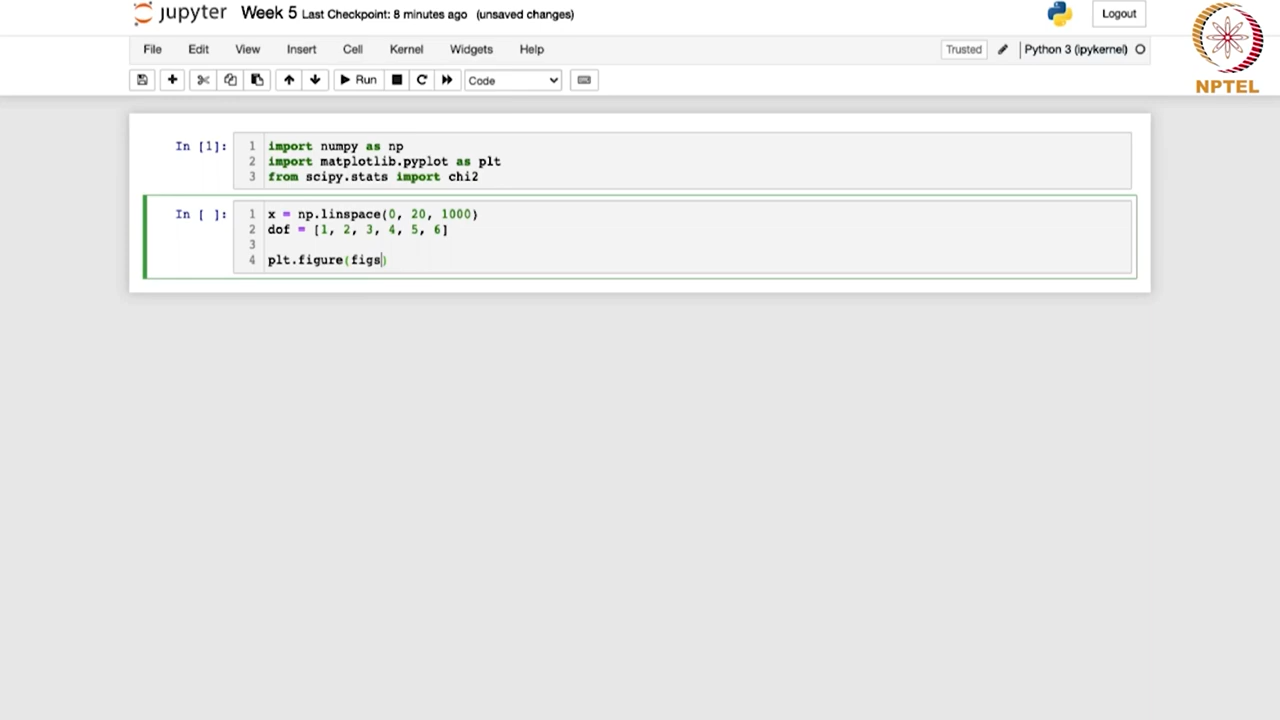 jupyter Week 5 Last Checkpoint: 8 minutes ago (unsaved changes)
Logout
NPTEL
File Edit View Insert Cell Kernel Widgets Help
Trusted Python 3 (ipykernel)
Run Code
In [1]:
1 import numpy as np
2 import matplotlib.pyplot as plt
3 from scipy.stats import chi2
In [ ]:
1 x = np.linspace(0, 20, 1000)
2 dof = [1, 2, 3, 4, 5, 6]
3
4 plt.figure(figs)